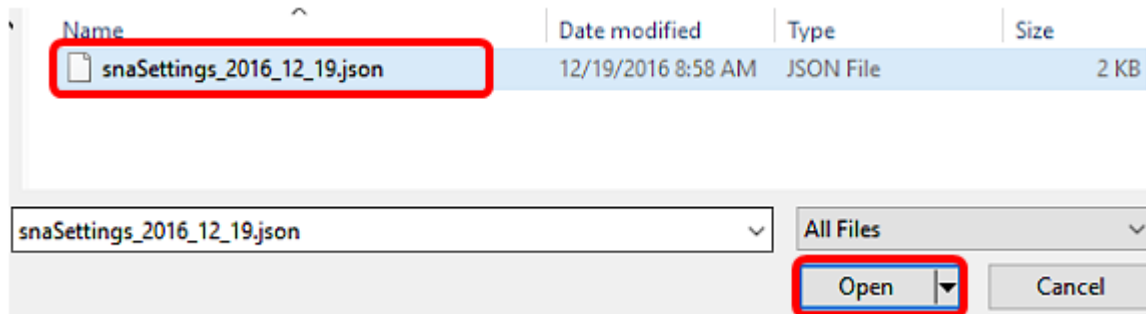 Name Date modified Type Size
snaSettings_2016_12_19.json 12/19/2016 8:58 AM JSON File 2 KB
snaSettings_2016_12_19.json All Files
Open Cancel